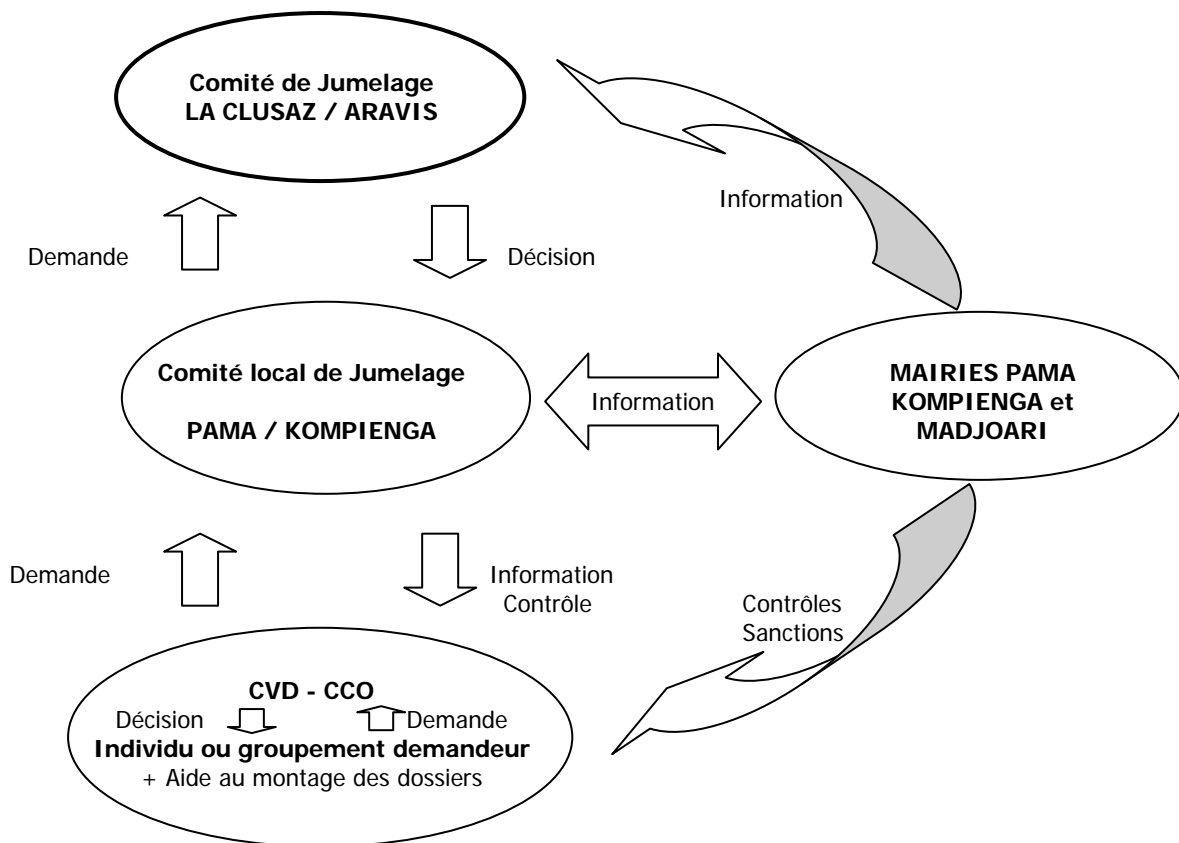 Comité de Jumelage
LA CLUSAZ / ARAVIS
Information
Demande
Décision
Comité local de Jumelage
PAMA / KOMPIENGA
Information
MAIRIES PAMA
KOMPIENGA et
MADJOARI
Demande
Information
Contrôle
Contrôles
Sanctions
CVD - CCO
Décision
Demande
Individu ou groupement demandeur
+ Aide au montage des dossiers